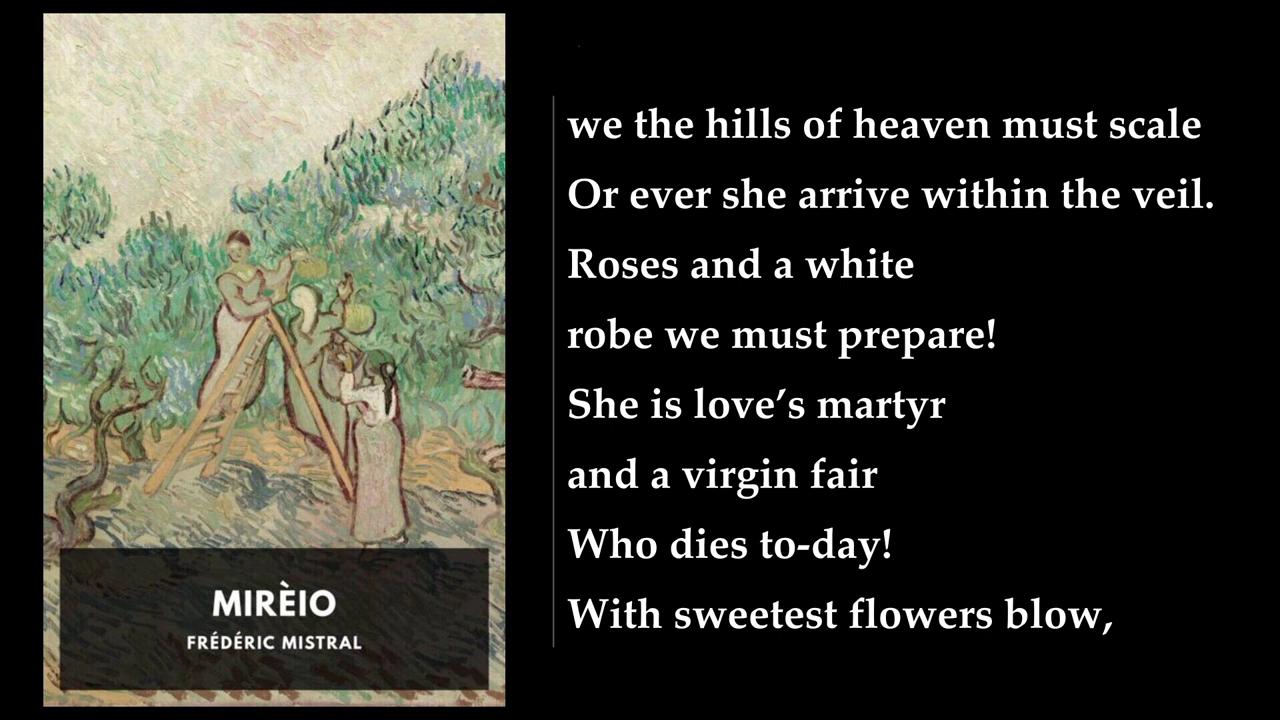 MIRÈIO
FRÉDÉRIC MISTRAL
we the hills of heaven must scale
Or ever she arrive within the veil.
Roses and a white
robe we must prepare!
She is love’s martyr
and a virgin fair
Who dies to-day!
With sweetest flowers blow,